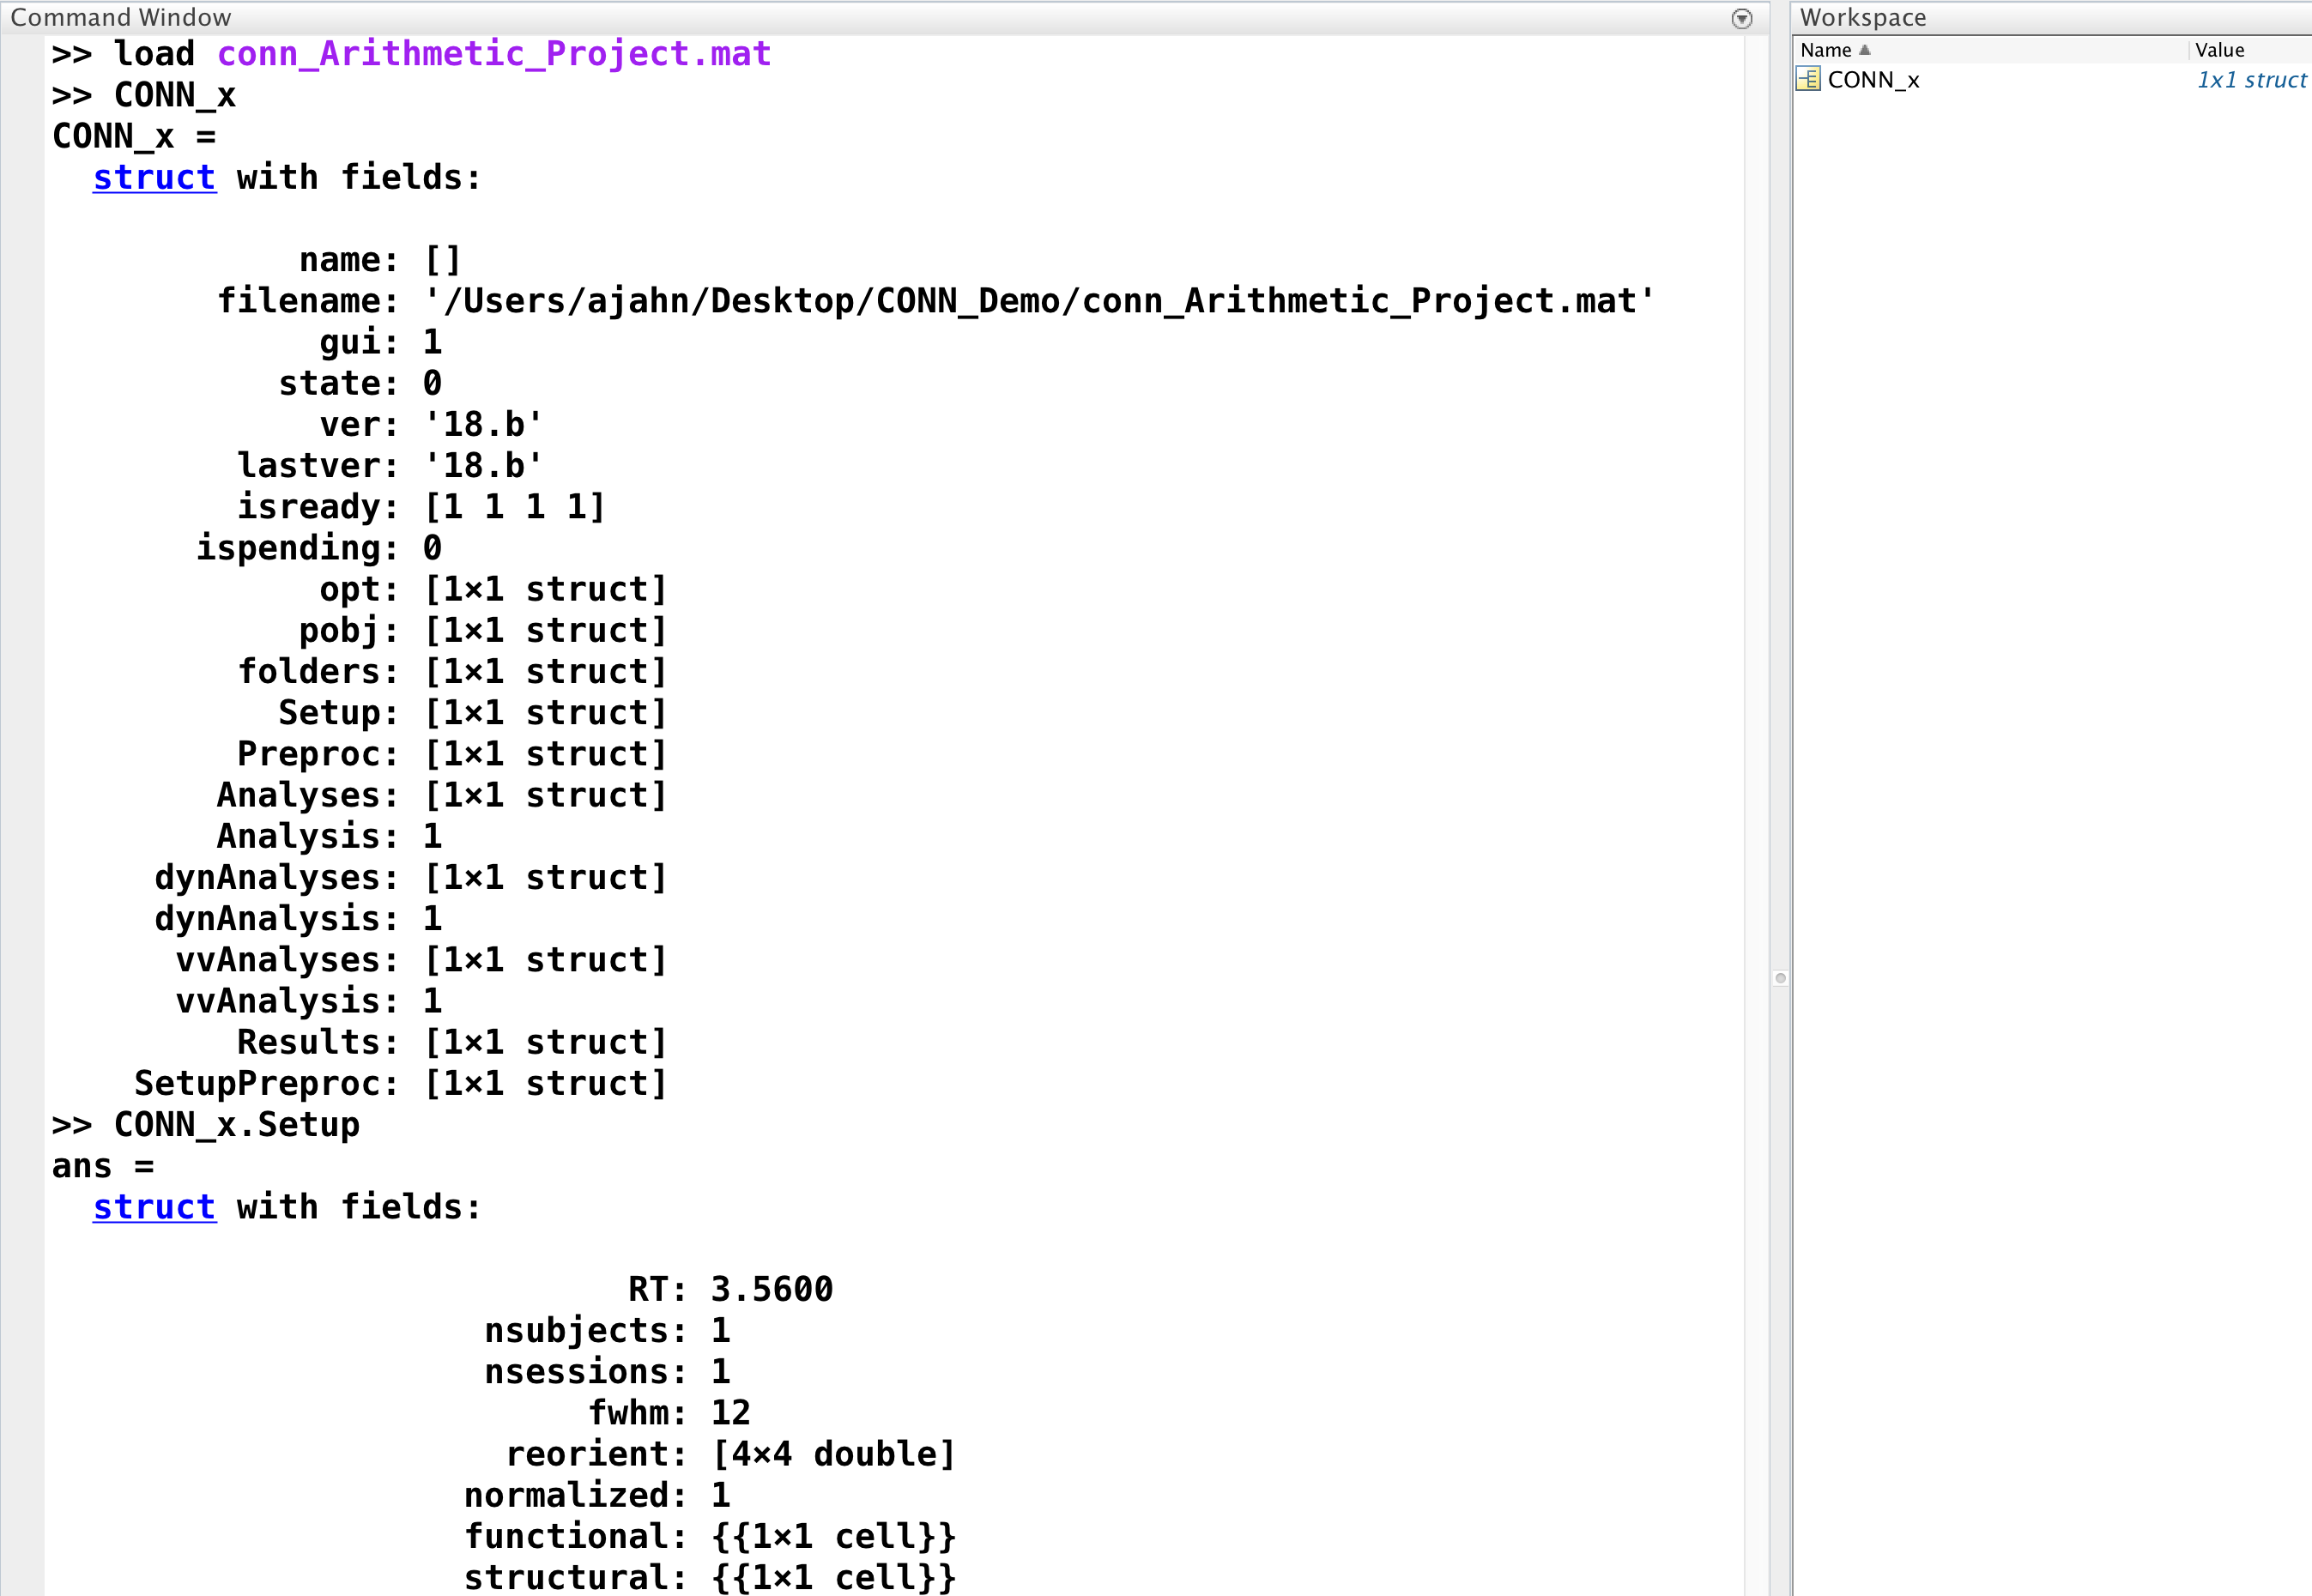 Command Window
>> load conn_Arithmetic_Project.mat
>> CONN_x
CONN_x =
struct with fields:
name: []
filename: '/Users/ajahn/Desktop/CONN_Demo/conn_Arithmetic_Project.mat'
gui: 1
state: 0
ver: '18.b'
lastver: '18.b'
isready: [1 1 1 1]
ispending: 0
opt: [1×1 struct]
pobj: [1×1 struct]
folders: [1×1 struct]
Setup: [1×1 struct]
Preproc: [1×1 struct]
Analyses: [1×1 struct]
Analysis: 1
dynAnalyses: [1×1 struct]
dynAnalysis: 1
vvAnalyses: [1×1 struct]
vvAnalysis: 1
Results: [1×1 struct]
SetupPreproc: [1×1 struct]
>> CONN_x.Setup
ans =
struct with fields:
RT: 3.5600
nsubjects: 1
nsessions: 1
fwhm: 12
reorient: [4×4 double]
normalized: 1
functional: {{1×1 cell}}
structural: {{1×1 cell}}
Workspace
Name Value
CONN_x 1x1 struct